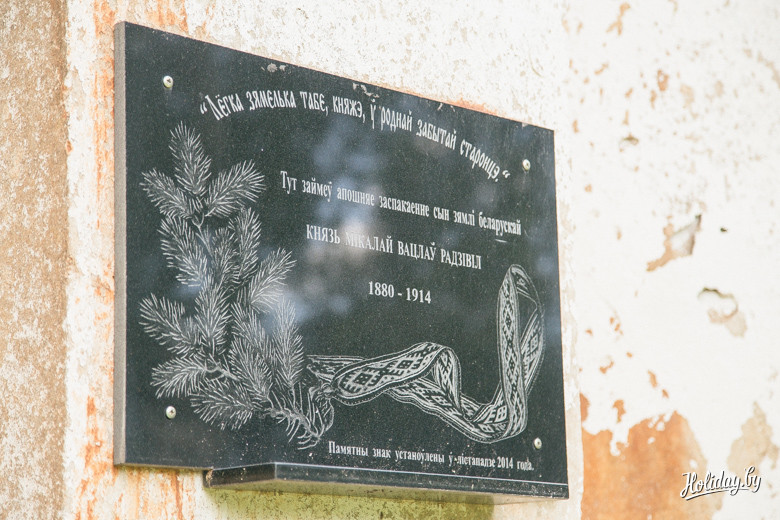 “Лёгка зямелька табе, княжэ, ў роднай забытай старонцэ.“
Тут займеў апошняе заспакаенне сын зямлі беларускай
КНЯЗЬ МІКАЛАЙ ВАЦЛАЎ РАДЗІВІЛ
1880 - 1914
Памятны знак устаноўлены ў лістападзе 2014 года.
Holiday.by